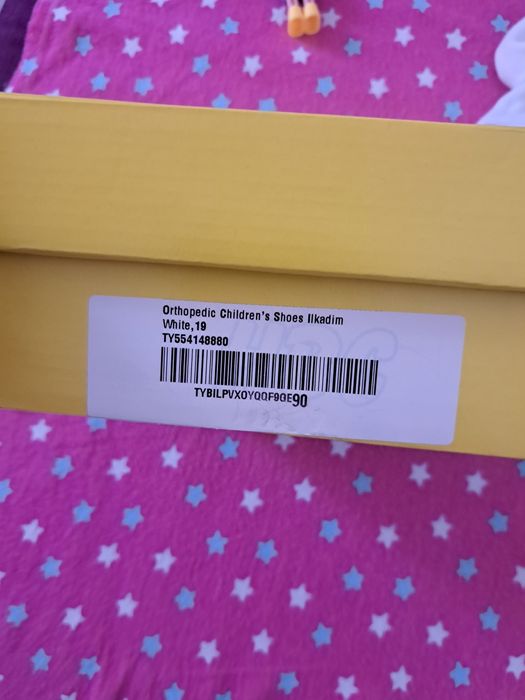 Orthopedic Children's Shoes Ilkadim
White,19
TY554148880
TYBILPVXOYQQF9GE90